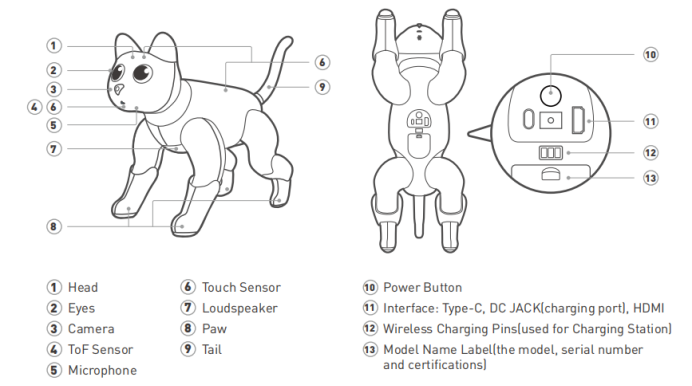 1
2
3
4 6
5
7
8
6
9
10
11
12
13
1 Head
2 Eyes
3 Camera
4 ToF Sensor
5 Microphone
6 Touch Sensor
7 Loudspeaker
8 Paw
9 Tail
10 Power Button
11 Interface: Type-C, DC JACK(charging port), HDMI
12 Wireless Charging Pins(used for Charging Station)
13 Model Name Label(the model, serial number
and certifications)